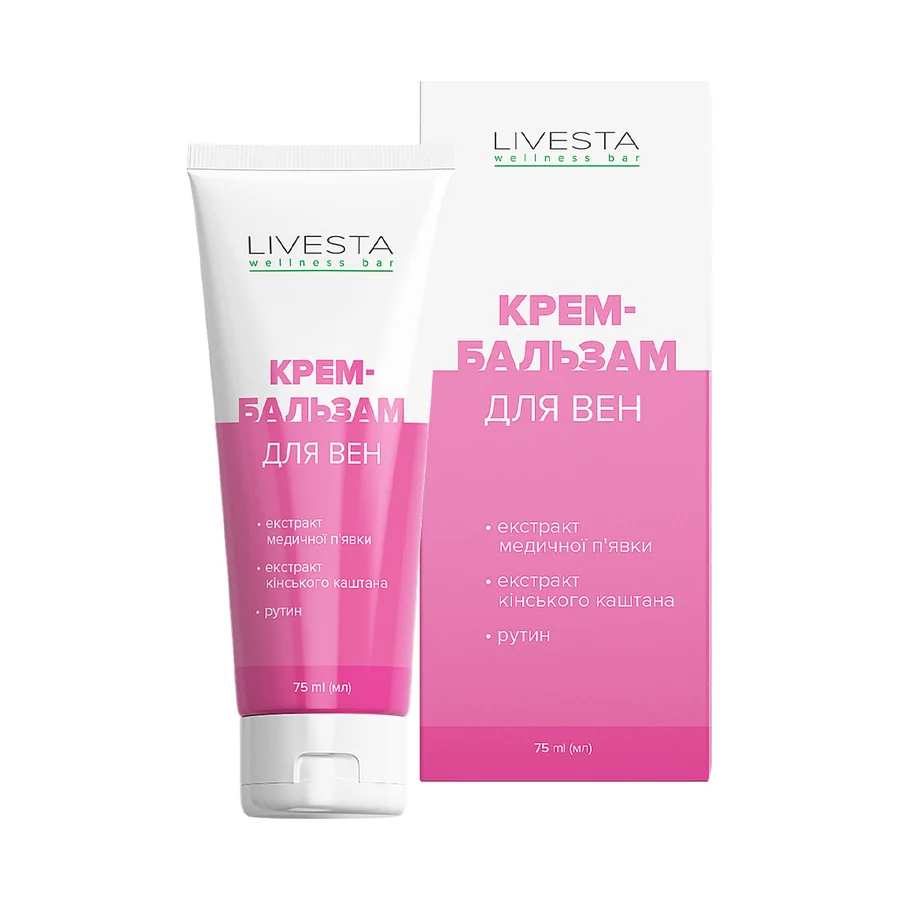 LIVESTA
wellness bar
КРЕМ-
БАЛЬЗАМ
ДЛЯ ВЕН
• екстракт
медичної п'явки
• екстракт
кінського каштана
• рутин
75 ml (мл)
LIVESTA
wellness bar
КРЕМ-
БАЛЬЗАМ
ДЛЯ ВЕН
• екстракт
медичної п'явки
• екстракт
кінського каштана
• рутин
75 ml (мл)